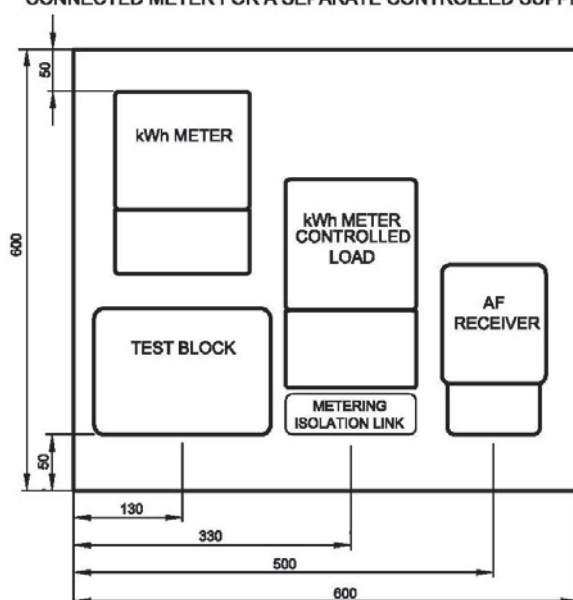 CONNECTED METER FOR A SEPARATE CONTROLLED
50
kWh METER
kWh METER
CONTROLLED
LOAD
600
AF
RECEIVER
TEST BLOCK
METERING
ISOLATION LINK
50
130
330
500
600